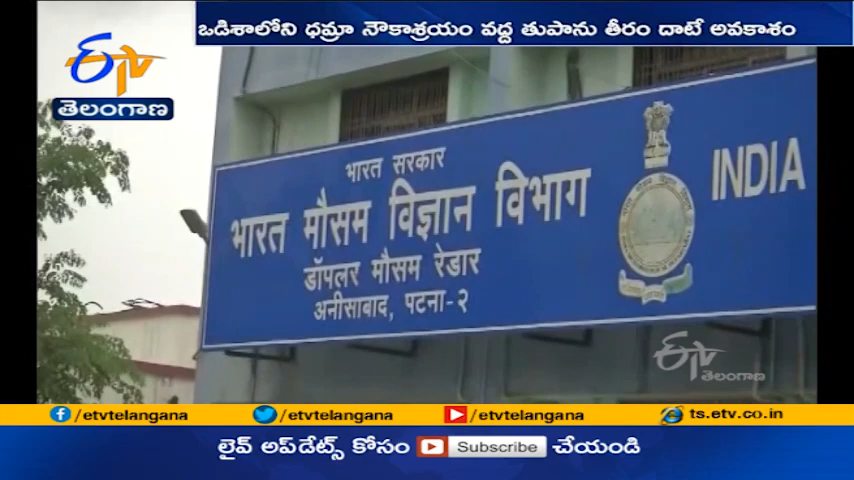 ఒడిశాలోని ధమ్రా నౌకాశ్రయం వద్ద తుపాను తీరం దాటే అవకాశం
ETV
తెలంగాణ
भारत सरकार
भारत मौसम विज्ञान विभाग
डॉपलर मौसम रेडार
अनीसाबाद, पटना-२
INDIA
ETV
తెలంగాణ
/etvtelangana
/etvtelangana
/etvtelangana
ts.etv.co.in
లైవ్ అప్‌డేట్స్ కోసం Subscribe చేయండి